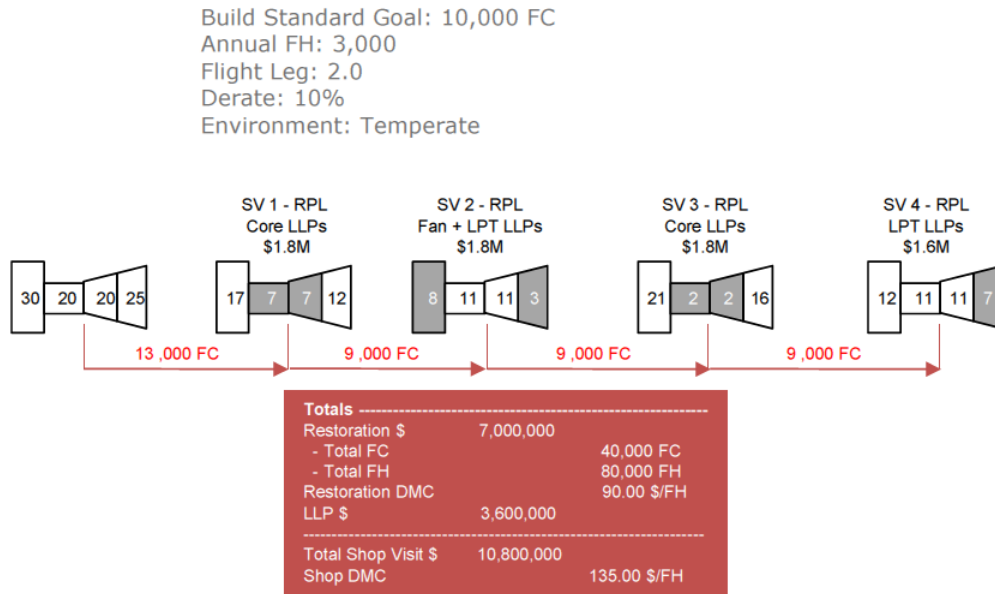 Build Standard Goal: 10,000 FC
Annual FH: 3,000
Flight Leg: 2.0
Derate: 10%
Environment: Temperate
SV 1 - RPL
Core LLPs
$1.8M
SV 2 - RPL
Fan + LPT LLPs
$1.8M
SV 3 - RPL
Core LLPs
$1.8M
SV 4 - RPL
LPT LLPs
$1.6M
30 20 20 25
17 7 7 12
8 11 11 3
21 2 2 16
12 11 11 7
13 ,000 FC
9 ,000 FC
9 ,000 FC
9 ,000 FC
Totals ----------------------------------------------------------
Restoration $ 7,000,000
- Total FC 40,000 FC
- Total FH 80,000 FH
Restoration DMC 90.00 $/FH
LLP $ 3,600,000
----------------------------------------------------------
Total Shop Visit $ 10,800,000
Shop DMC 135.00 $/FH